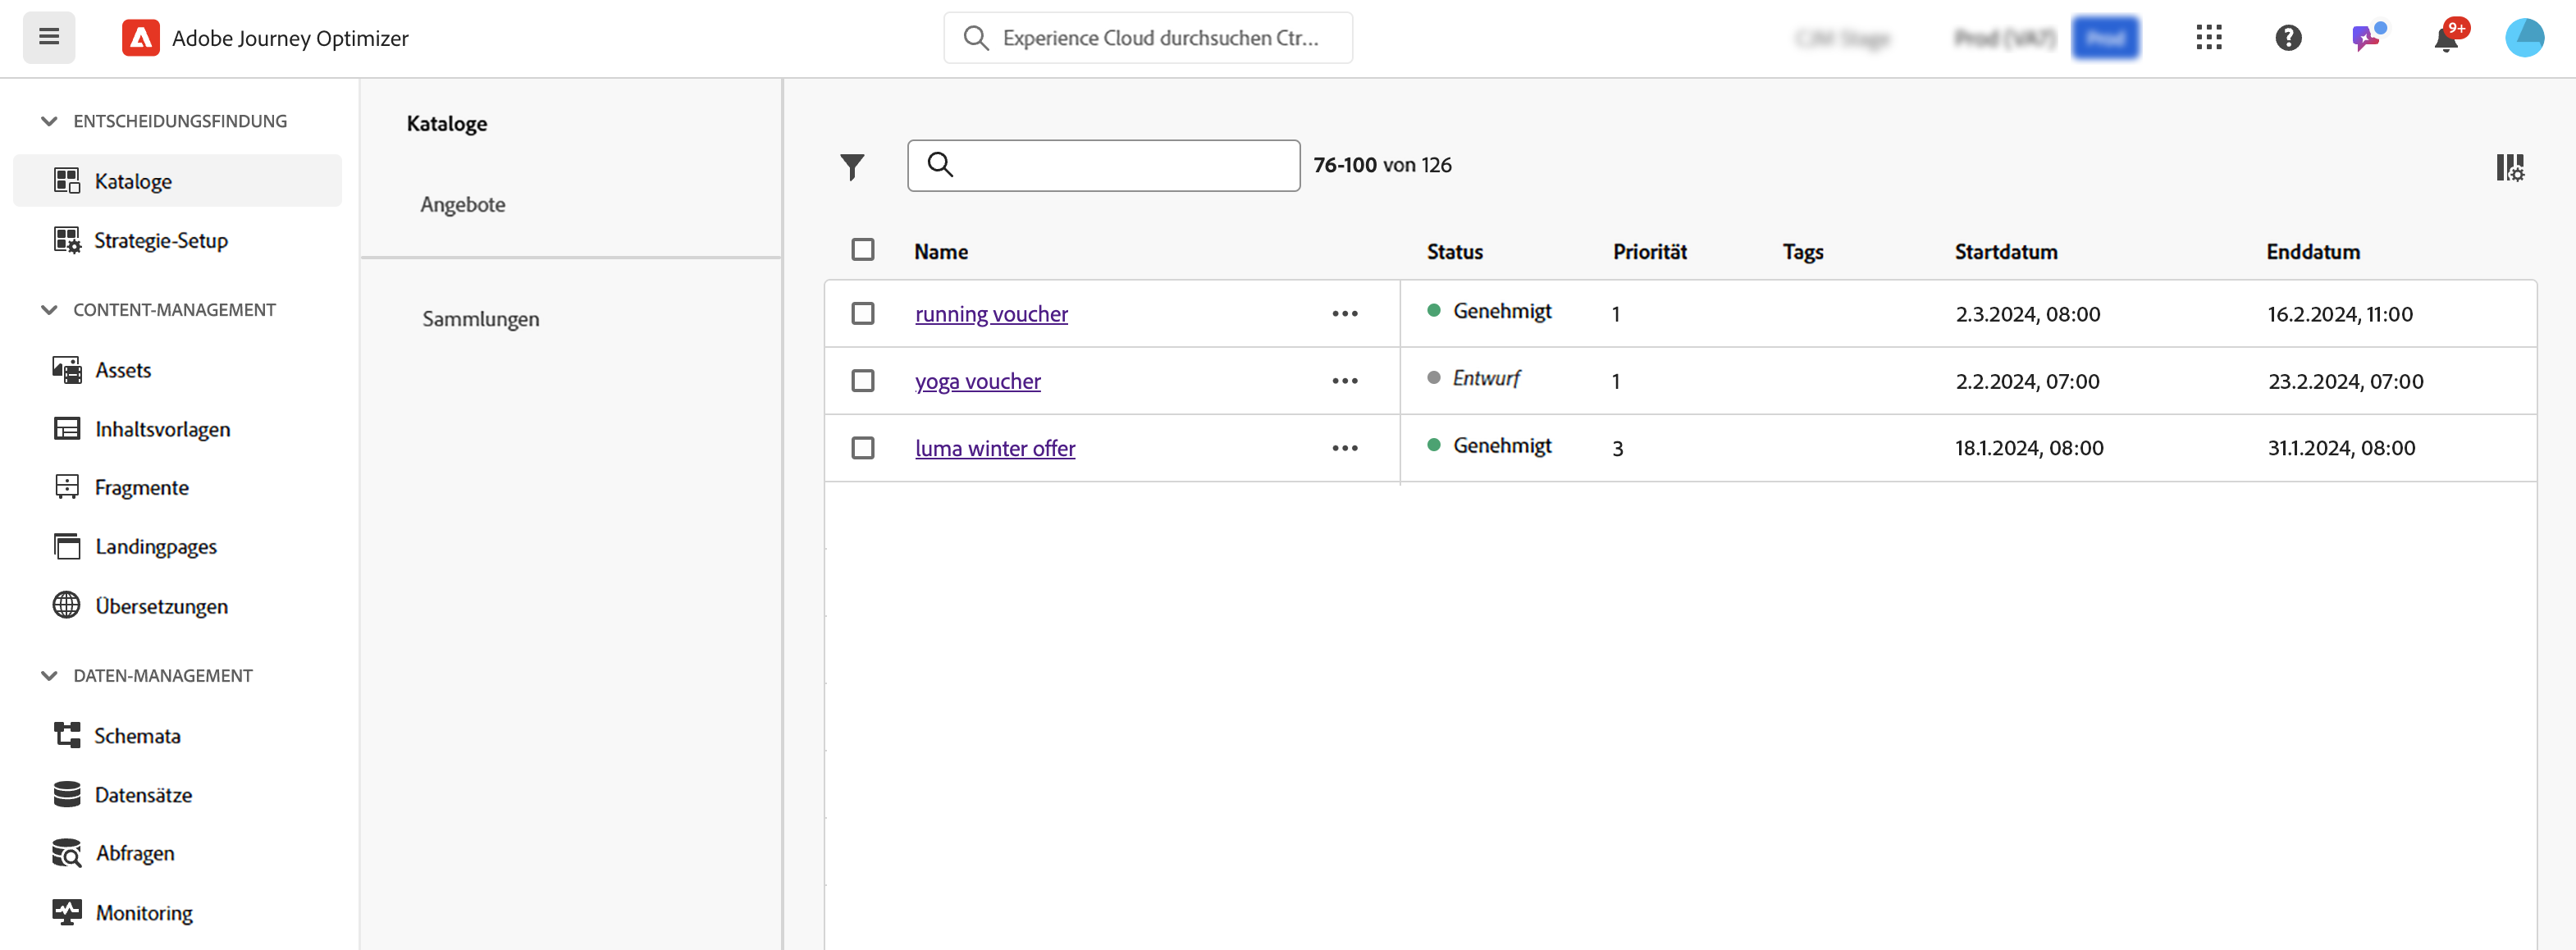 Adobe Journey Optimizer
Experience Cloud durchsuchen Ctr...
9+
ENTSCHEIDUNGSFINDUNG
Kataloge
Strategie-Setup
CONTENT-MANAGEMENT
Assets
Inhaltsvorlagen
Fragmente
Landingpages
Übersetzungen
DATEN-MANAGEMENT
Schemata
Datensätze
Abfragen
Monitoring
Kataloge
Angebote
Sammlungen
76-100 von 126
Name Status Priorität Tags Startdatum Enddatum
running voucher ••• Genehmigt 1 2.3.2024, 08:00 16.2.2024, 11:00
yoga voucher ••• Entwurf 1 2.2.2024, 07:00 23.2.2024, 07:00
luma winter offer ••• Genehmigt 3 18.1.2024, 08:00 31.1.2024, 08:00